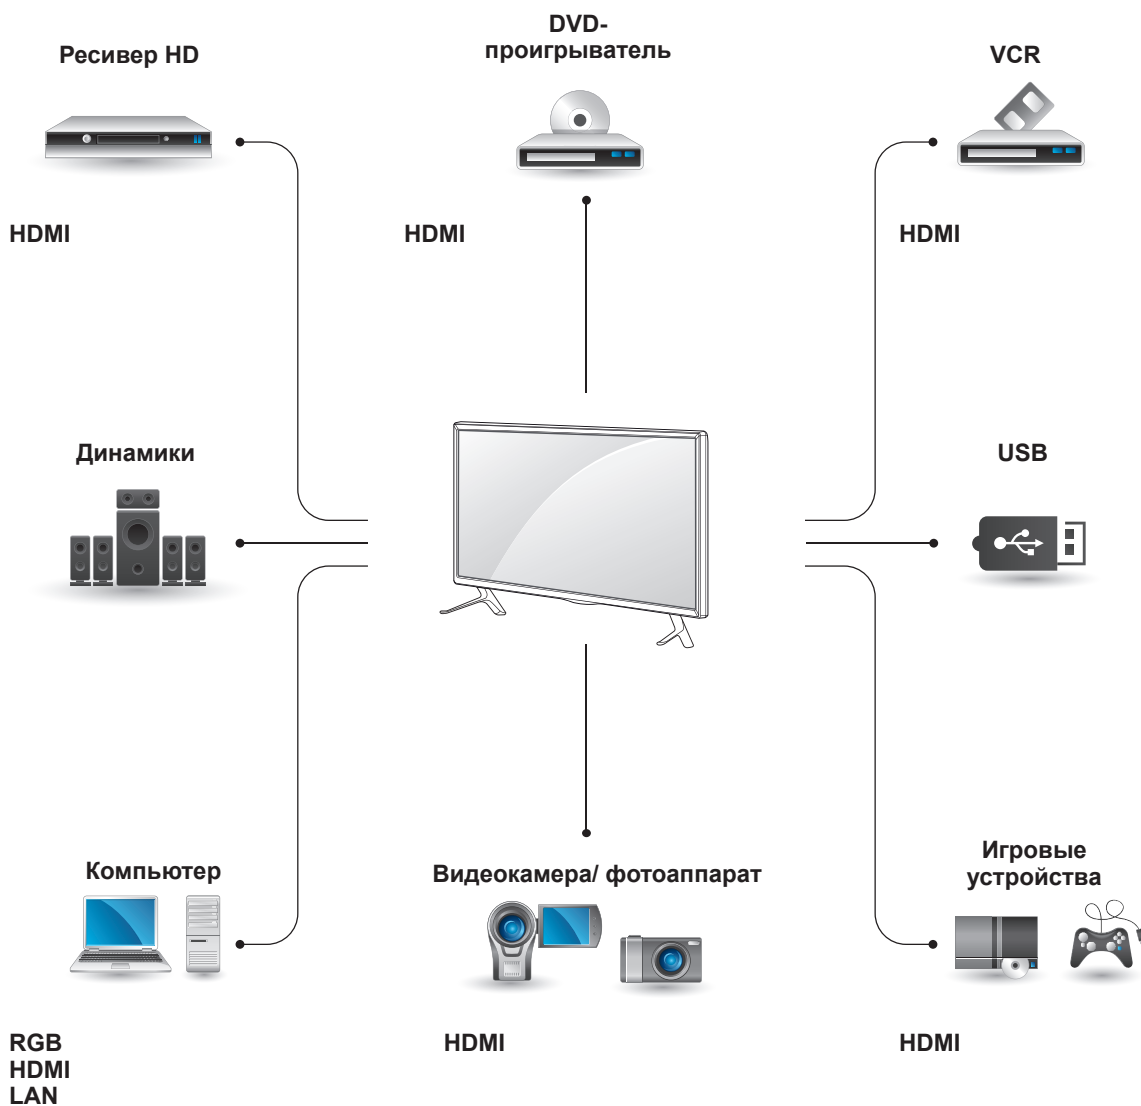 Ресивер HD
DVD-
проигрыватель
VCR
HDMI
HDMI
HDMI
Динамики
USB
Компьютер
Видеокамера/ фотоаппарат
Игровые
устройства
RGB
HDMI
LAN
HDMI
HDMI